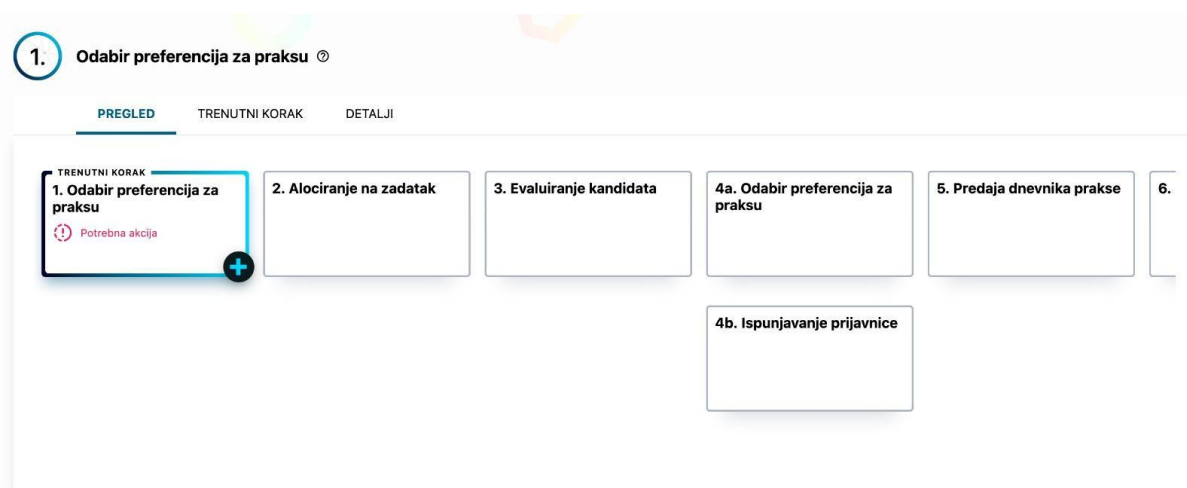 1.
Odabir preferencija za praksu
PREGLED
TRENUTNI KORAK
DETALJI
TRENUTNI KORAK
1. Odabir preferencija za
praksu
Potrebna akcija
2. Alociranje na zadatak
3. Evaluiranje kandidata
4a. Odabir preferencija za
praksu
5. Predaja dnevnika prakse
6.
4b. Ispunjavanje prijavnice